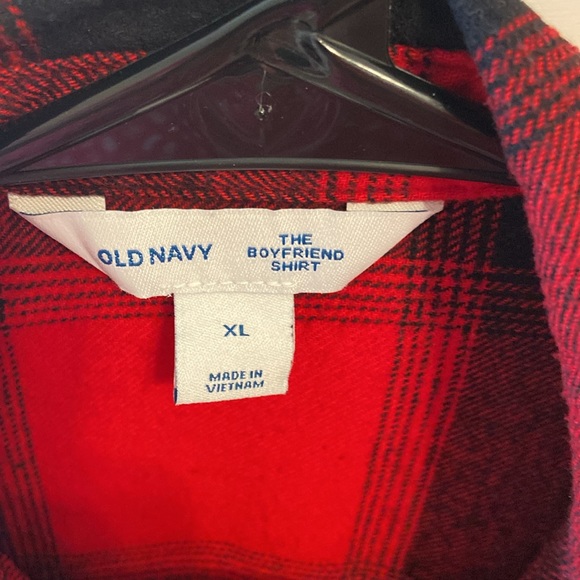 OLD NAVY
THE
BOYFRIEND
SHIRT
XL
MADE IN
VIETNAM